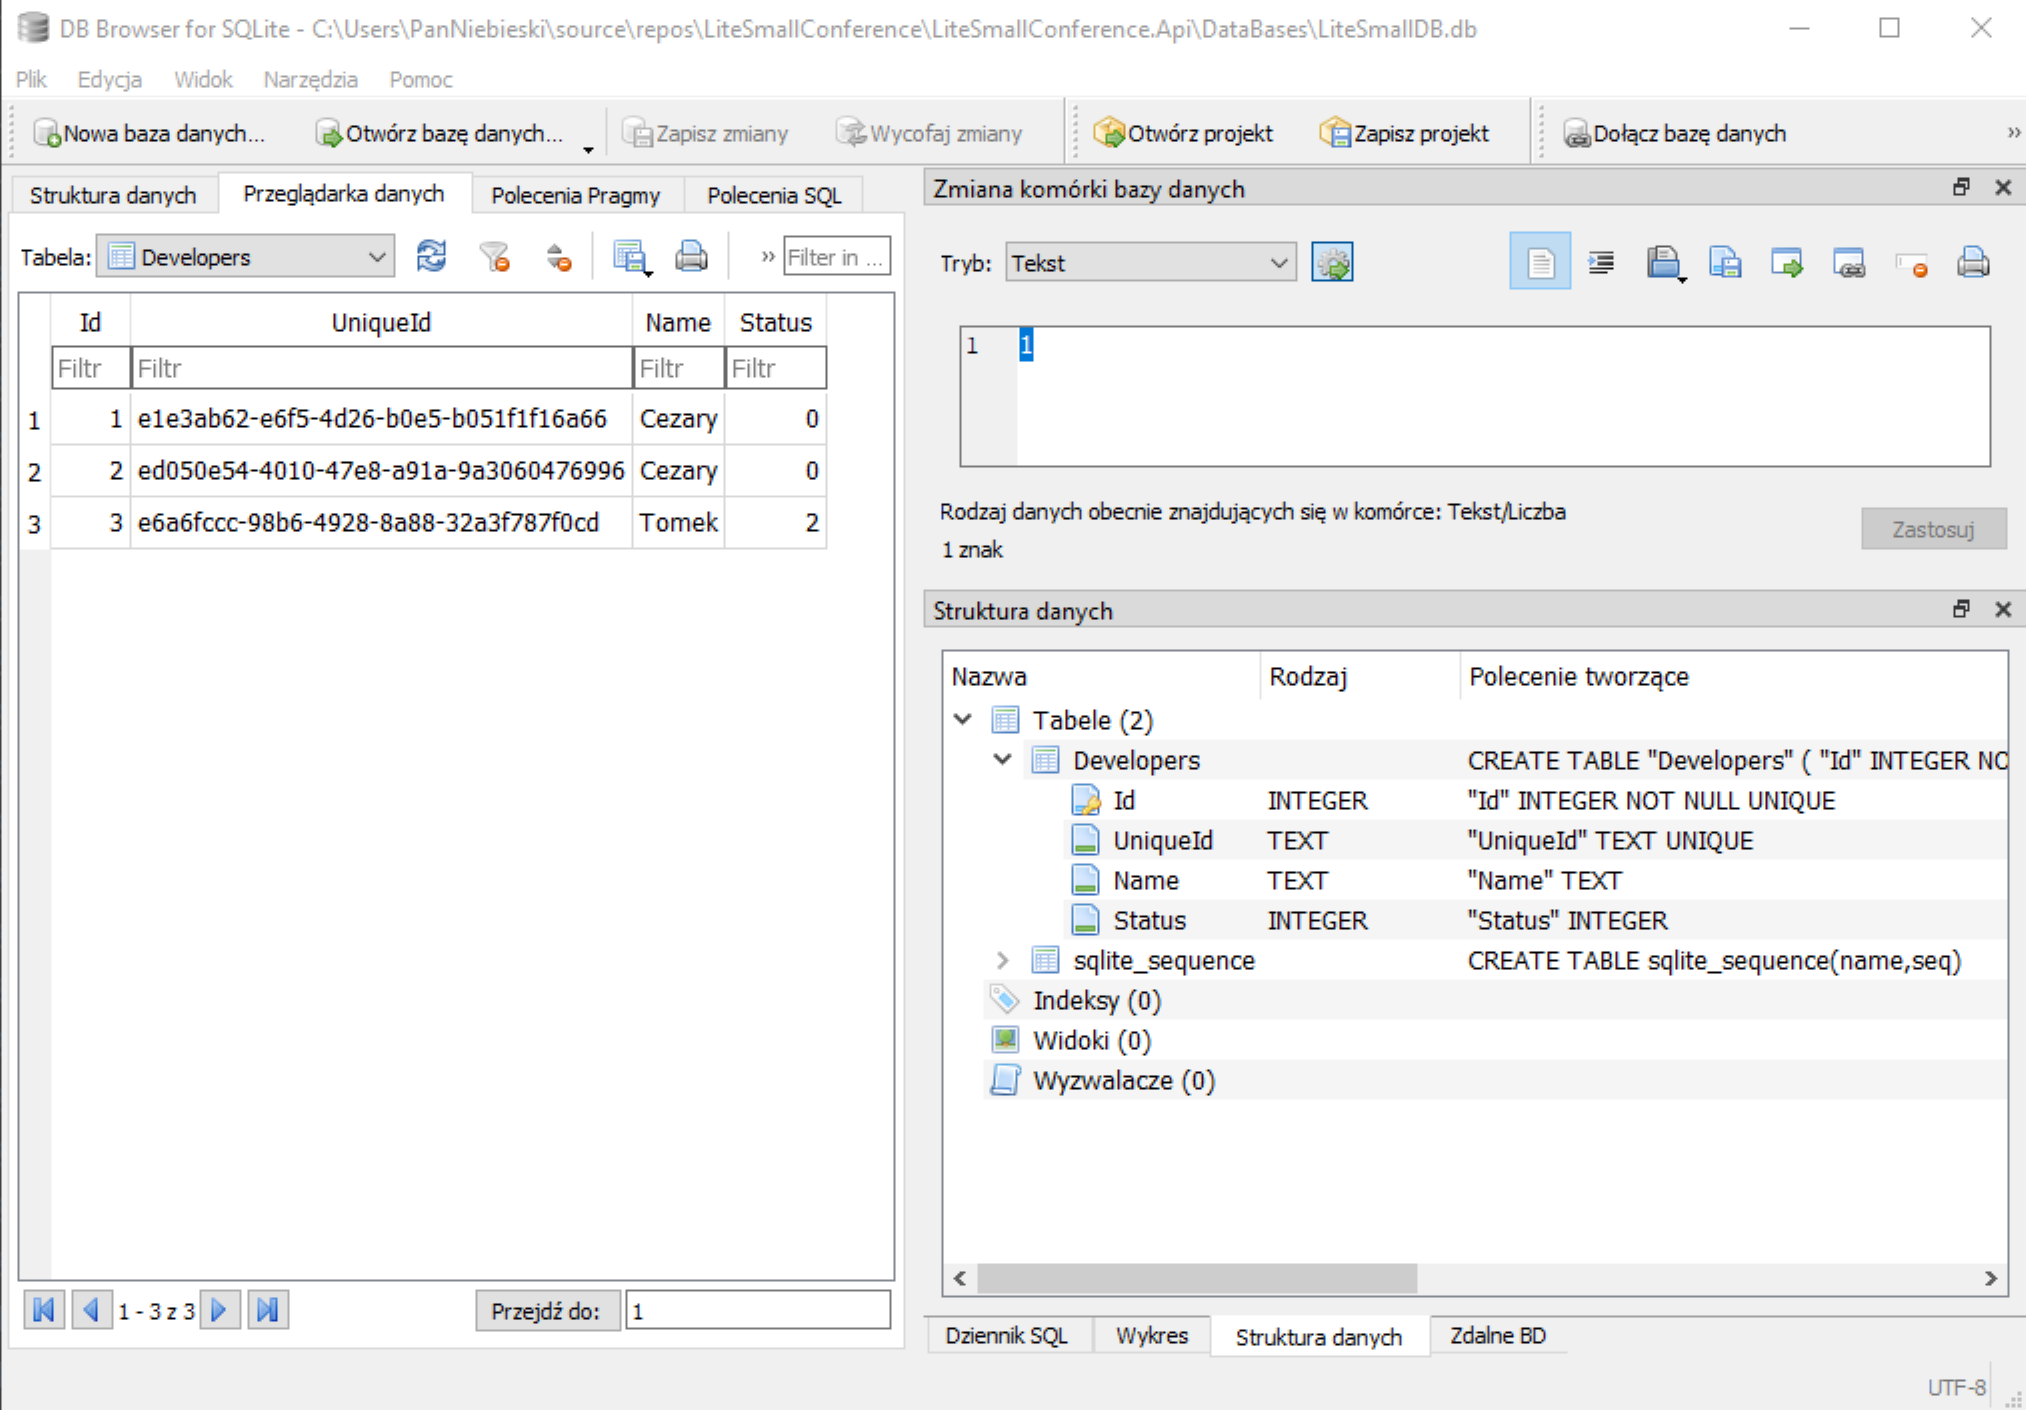 DB Browser for SQLite - C:\Users\PanNiebieski\source\repos\LiteSmallConference\LiteSmallConference.Api\DataBases\LiteSmallDB.db
Plik Edycja Widok Narzędzia Pomoc
Nowa baza danych... Otwórz bazę danych... Zapisz zmiany Wycofaj zmiany Otwórz projekt Zapisz projekt Dołącz bazę danych »
Struktura danych Przeglądarka danych Polecenia Pragmy Polecenia SQL
Tabela: Developers » Filter in ...
Id UniqueId Name Status
Filtr Filtr Filtr Filtr
1 1 e1e3ab62-e6f5-4d26-b0e5-b051f1f16a66 Cezary 0
2 2 ed050e54-4010-47e8-a91a-9a3060476996 Cezary 0
3 3 e6a6fccc-98b6-4928-8a88-32a3f787f0cd Tomek 2
1 - 3 z 3 Przejdź do: 1
Zmiana komórki bazy danych
Tryb: Tekst
1 1
Rodzaj danych obecnie znajdujących się w komórce: Tekst/Liczba
1 znak
Zastosuj
Struktura danych
Nazwa Rodzaj Polecenie tworzące
Tabele (2)
Developers CREATE TABLE "Developers" ( "Id" INTEGER NO
Id INTEGER "Id" INTEGER NOT NULL UNIQUE
UniqueId TEXT "UniqueId" TEXT UNIQUE
Name TEXT "Name" TEXT
Status INTEGER "Status" INTEGER
sqlite_sequence CREATE TABLE sqlite_sequence(name,seq)
Indeksy (0)
Widoki (0)
Wyzwalacze (0)
Dziennik SQL Wykres Struktura danych Zdalne BD
UTF-8